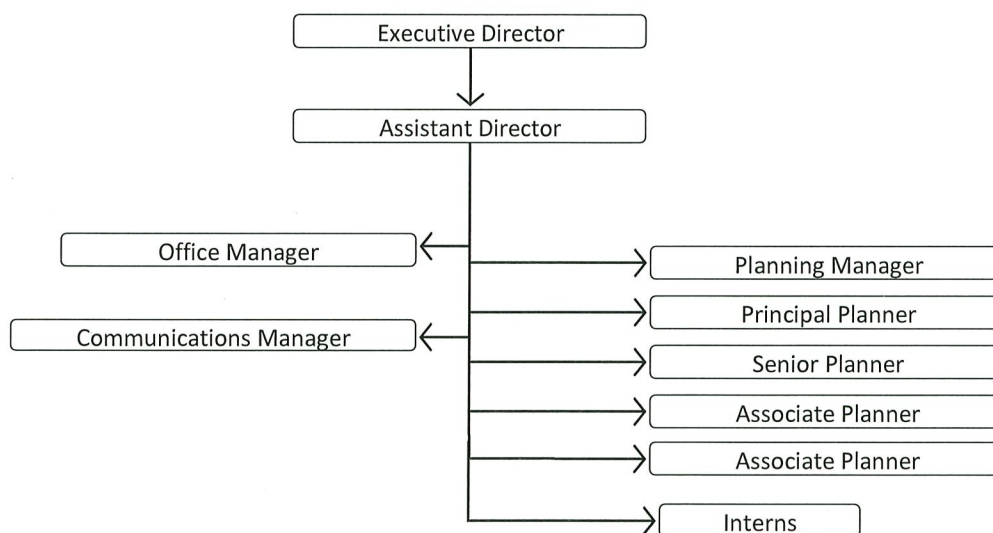 Executive Director
Assistant Director
Office Manager
Planning Manager
Principal Planner
Communications Manager
Senior Planner
Associate Planner
Associate Planner
Interns